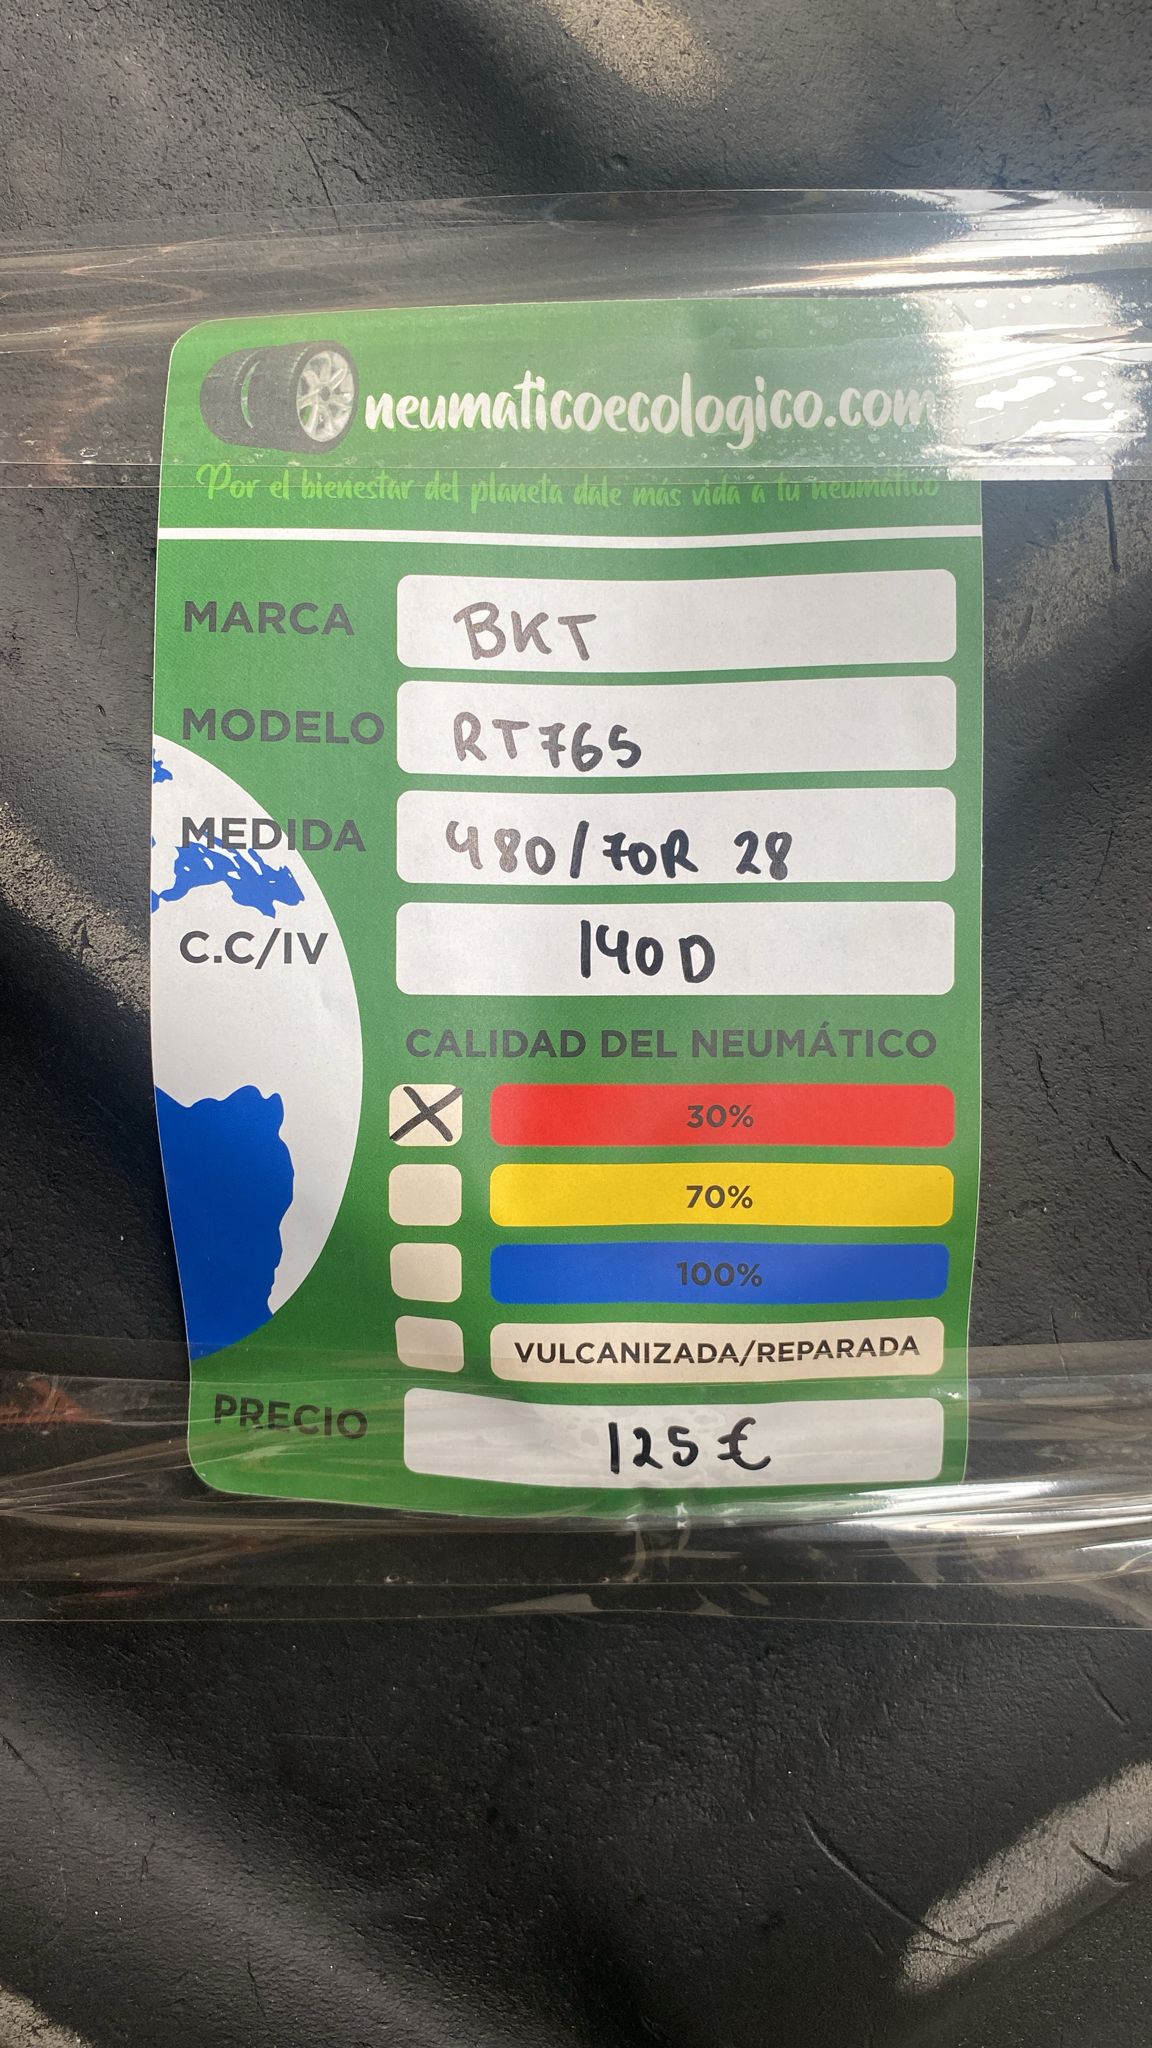 neumaticoecologico.com
Por el bienestar del planeta dale más vida a tu neumático
MARCA BKT
MODELO RT765
MEDIDA 480/70R 28
C.C/IV 140D
CALIDAD DEL NEUMÁTICO
X 30%
70%
100%
VULCANIZADA/REPARADA
PRECIO 125€